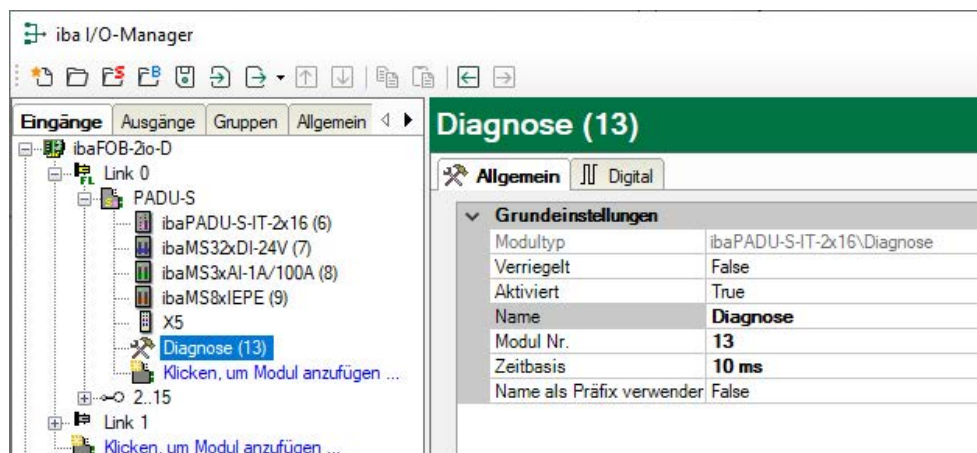 iba I/O-Manager
Eingänge Ausgänge Gruppen Allgemein
Diagnose (13)
ibaFOB-2io-D
Link 0
PADU-S
ibaPADU-S-IT-2x16 (6)
ibaMS32xDI-24V (7)
ibaMS3xAI-1A/100A (8)
ibaMS8xIEPE (9)
X5
Diagnose (13)
Klicken, um Modul anzufügen ...
2..15
Link 1
Klicken, um Modul anzufügen ...
Allgemein Digital
Grundeinstellungen
Modultyp ibaPADU-S-IT-2x16\Diagnose
Verriegelt False
Aktiviert True
Name Diagnose
Modul Nr. 13
Zeitbasis 10 ms
Name als Präfix verwender False